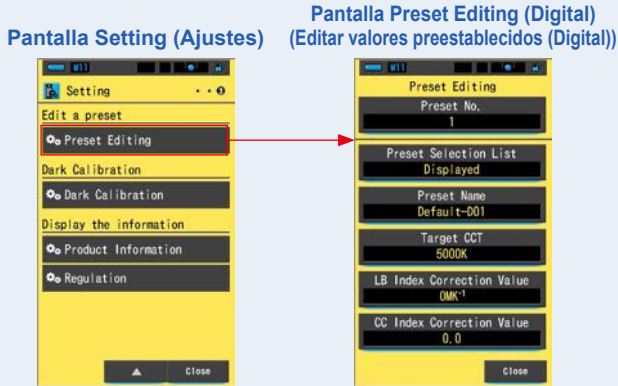 Pantalla Setting (Ajustes)
Pantalla Preset Editing (Digital)
(Editar valores preestablecidos (Digital))
M11
Setting
Edit a preset
Preset Editing
Dark Calibration
Dark Calibration
Display the information
Product Information
Regulation
▲ Close
M11
Preset Editing
Preset No.
1
Preset Selection List
Displayed
Preset Name
Default-D01
Target CCT
5000K
LB Index Correction Value
0MK⁻¹
CC Index Correction Value
0.0
Close